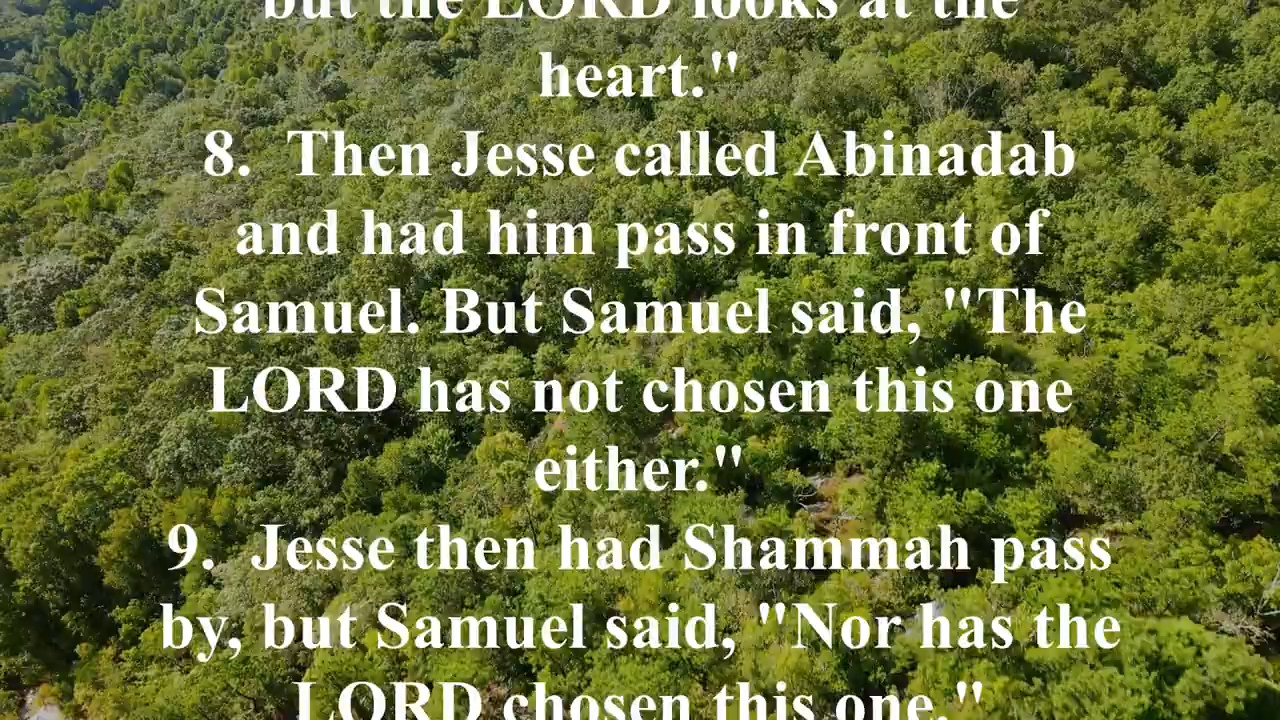 but the LORD looks at the
heart."
8. Then Jesse called Abinadab
and had him pass in front of
Samuel. But Samuel said, "The
LORD has not chosen this one
either."
9. Jesse then had Shammah pass
by, but Samuel said, "Nor has the
LORD chosen this one."